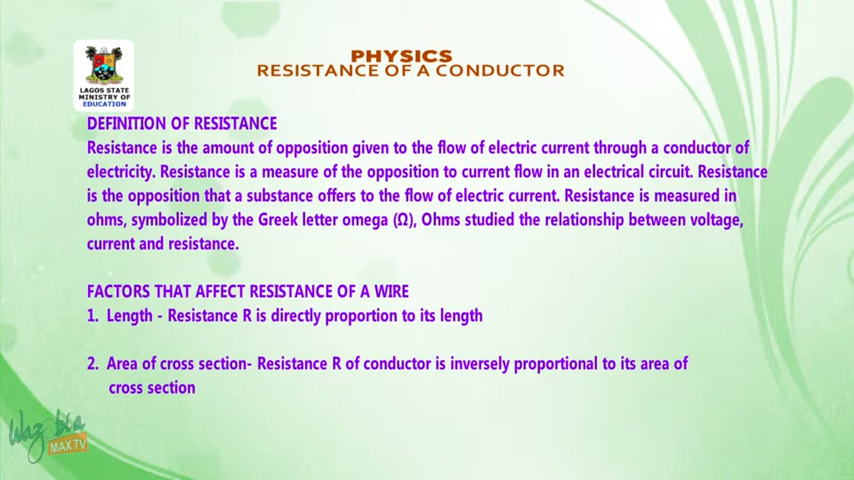 PHYSICS
RESISTANCE OF A CONDUCTOR
LAGOS STATE
MINISTRY OF
EDUCATION
DEFINITION OF RESISTANCE
Resistance is the amount of opposition given to the flow of electric current through a conductor of
electricity. Resistance is a measure of the opposition to current flow in an electrical circuit. Resistance
is the opposition that a substance offers to the flow of electric current. Resistance is measured in
ohms, symbolized by the Greek letter omega (Ω), Ohms studied the relationship between voltage,
current and resistance.
FACTORS THAT AFFECT RESISTANCE OF A WIRE
1. Length - Resistance R is directly proportion to its length
2. Area of cross section- Resistance R of conductor is inversely proportional to its area of
cross section
Wazobia
MAX TV